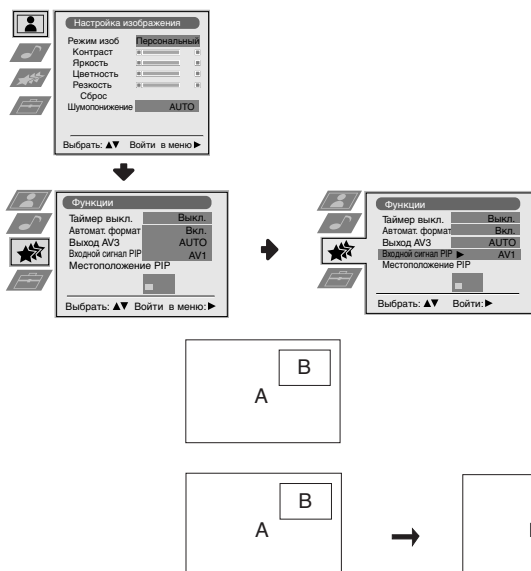 Настройка изображения
Режим изоб Персональный
Контраст
Яркость
Цветность
Резкость
Сброс
Шумопонижение AUTO
Выбрать: ▲▼ Войти в меню ▶
Функции
Таймер выкл. Выкл.
Автомат. формат Вкл.
Выход AV3 AUTO
Входной сигнал PIP AV1
Местоположение PIP
Выбрать: ▲▼ Войти в меню: ▶
Функции
Таймер выкл. Выкл.
Автомат. формат Вкл.
Выход AV3 AUTO
Входной сигнал PIP ▶ AV1
Местоположение PIP
Выбрать: ▲▼ Войти: ▶
B
A
B
A